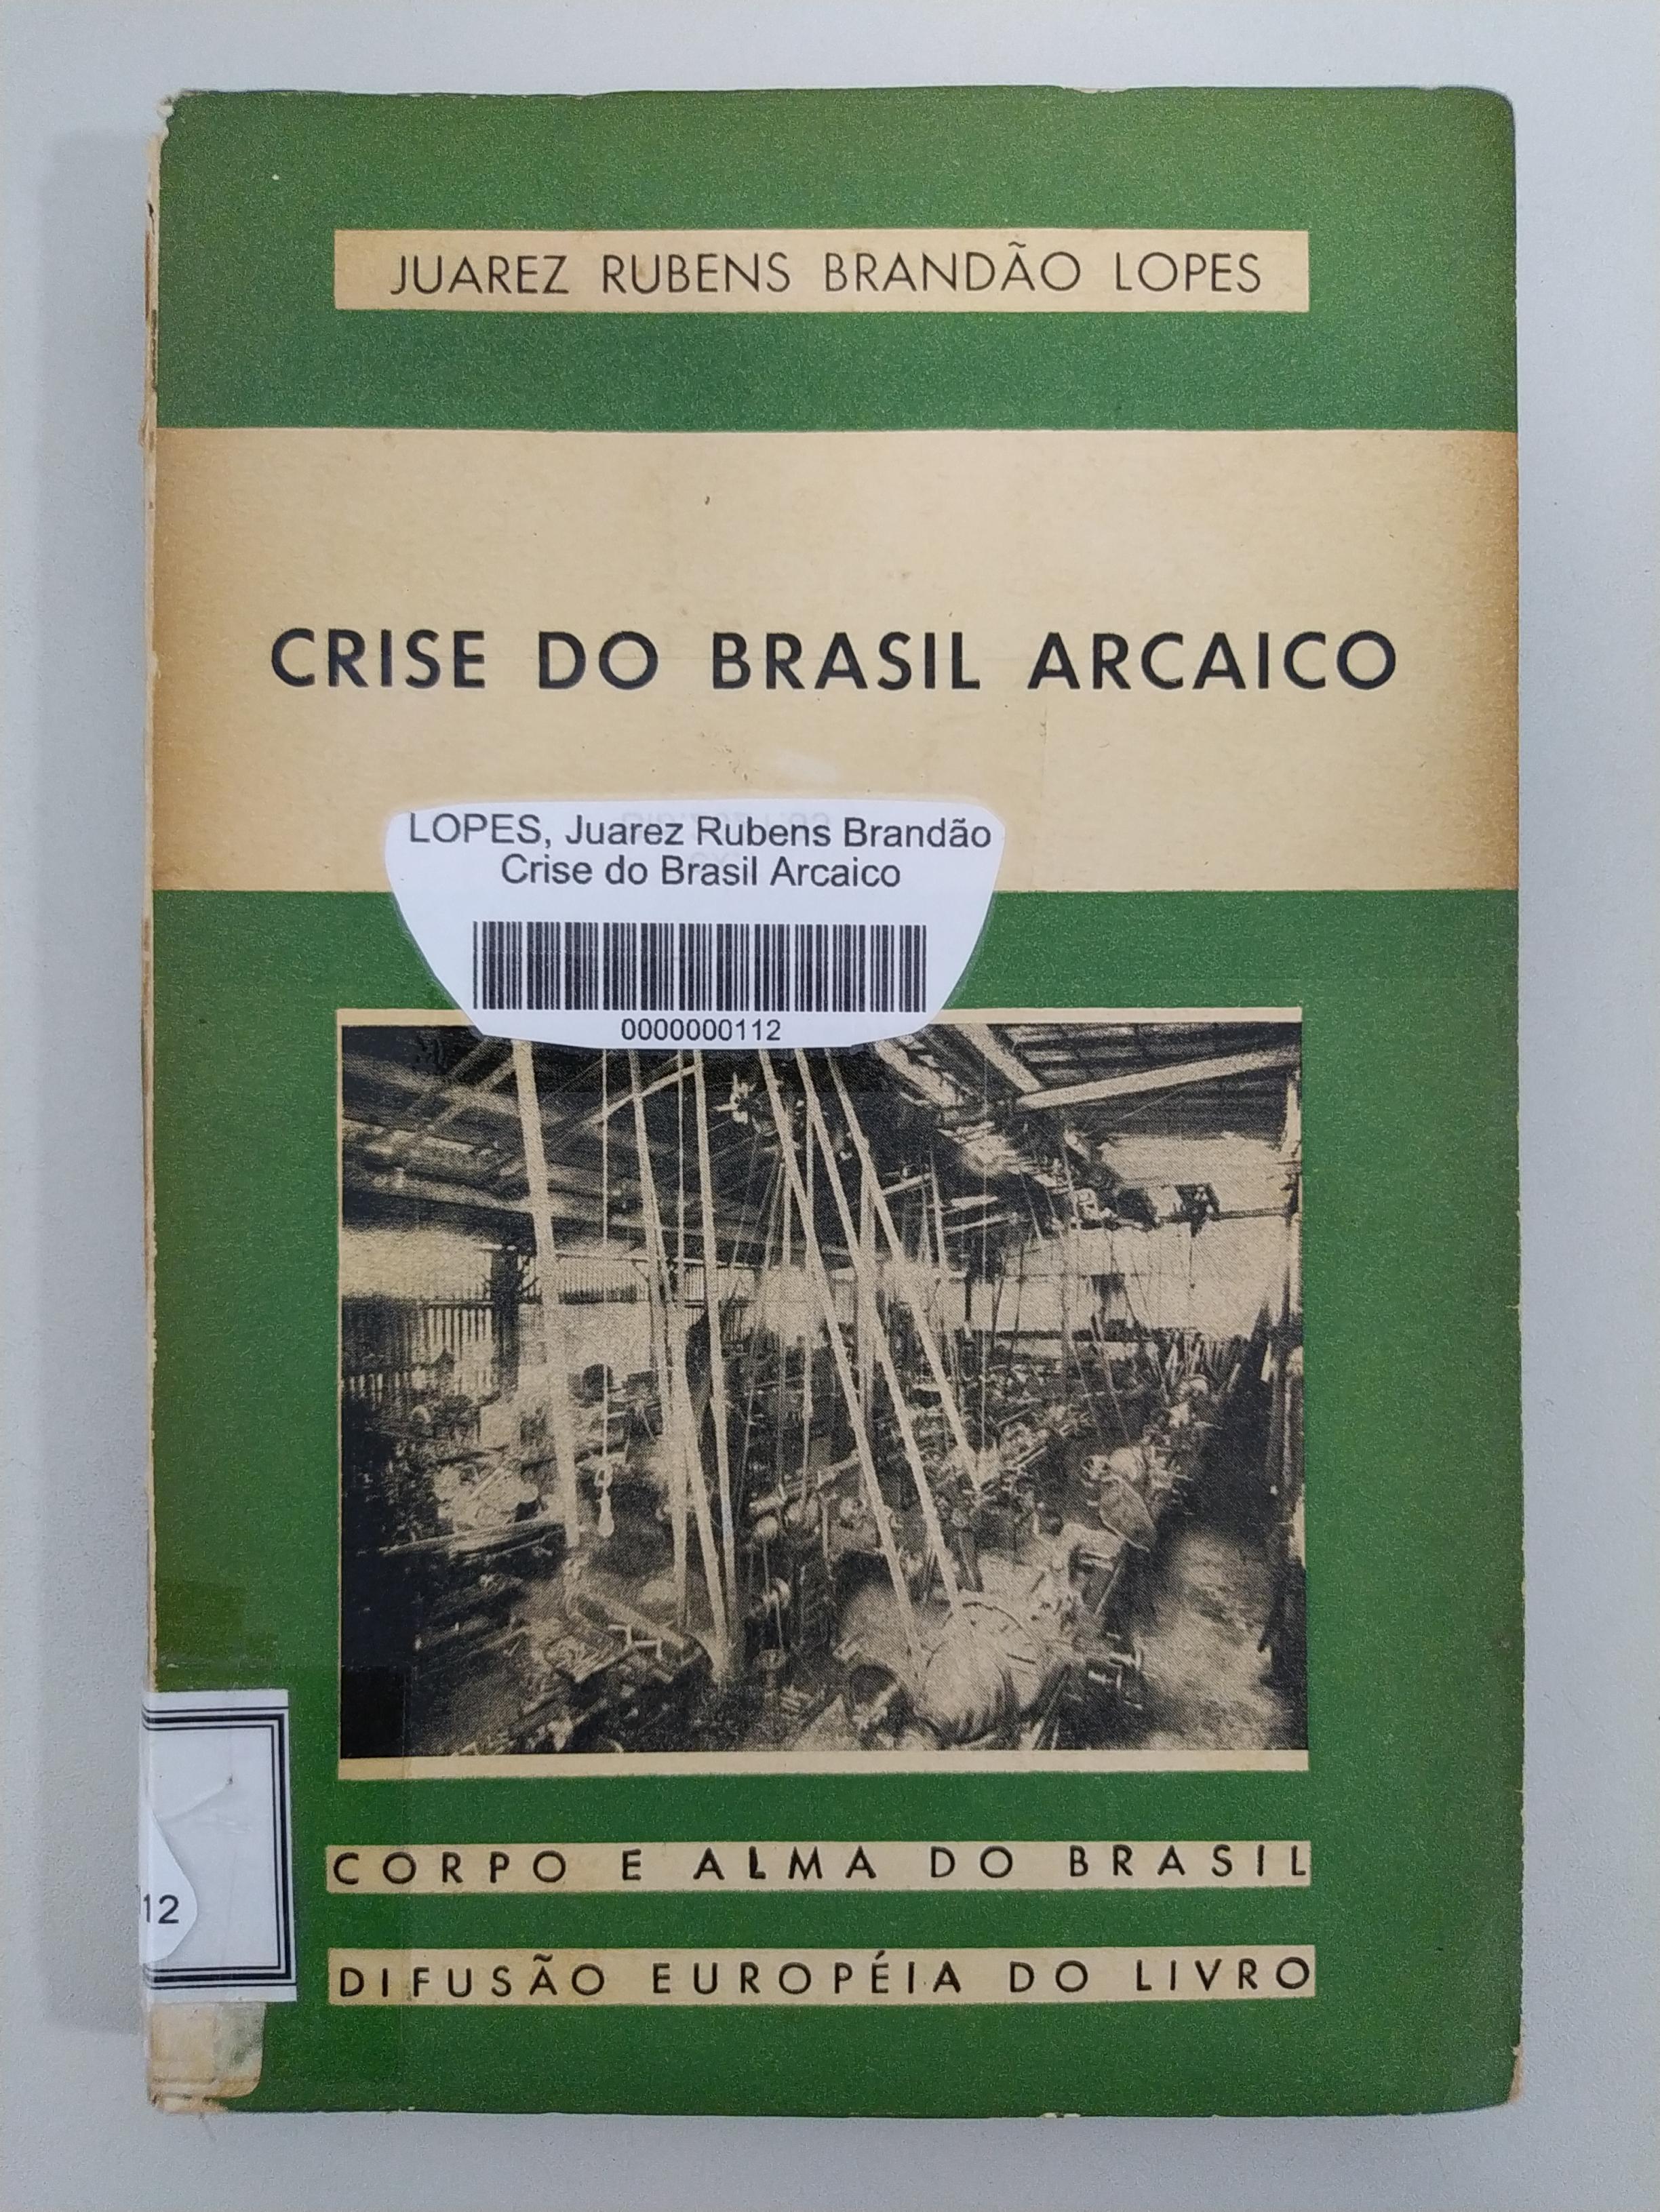 JUAREZ RUBENS BRANDÃO LOPES
CRISE DO BRASIL ARCAICO
LOPES, Juarez Rubens Brandão
Crise do Brasil Arcaico
0000000112
CORPO E ALMA DO BRASIL
12
DIFUSÃO EUROPÉIA DO LIVRO